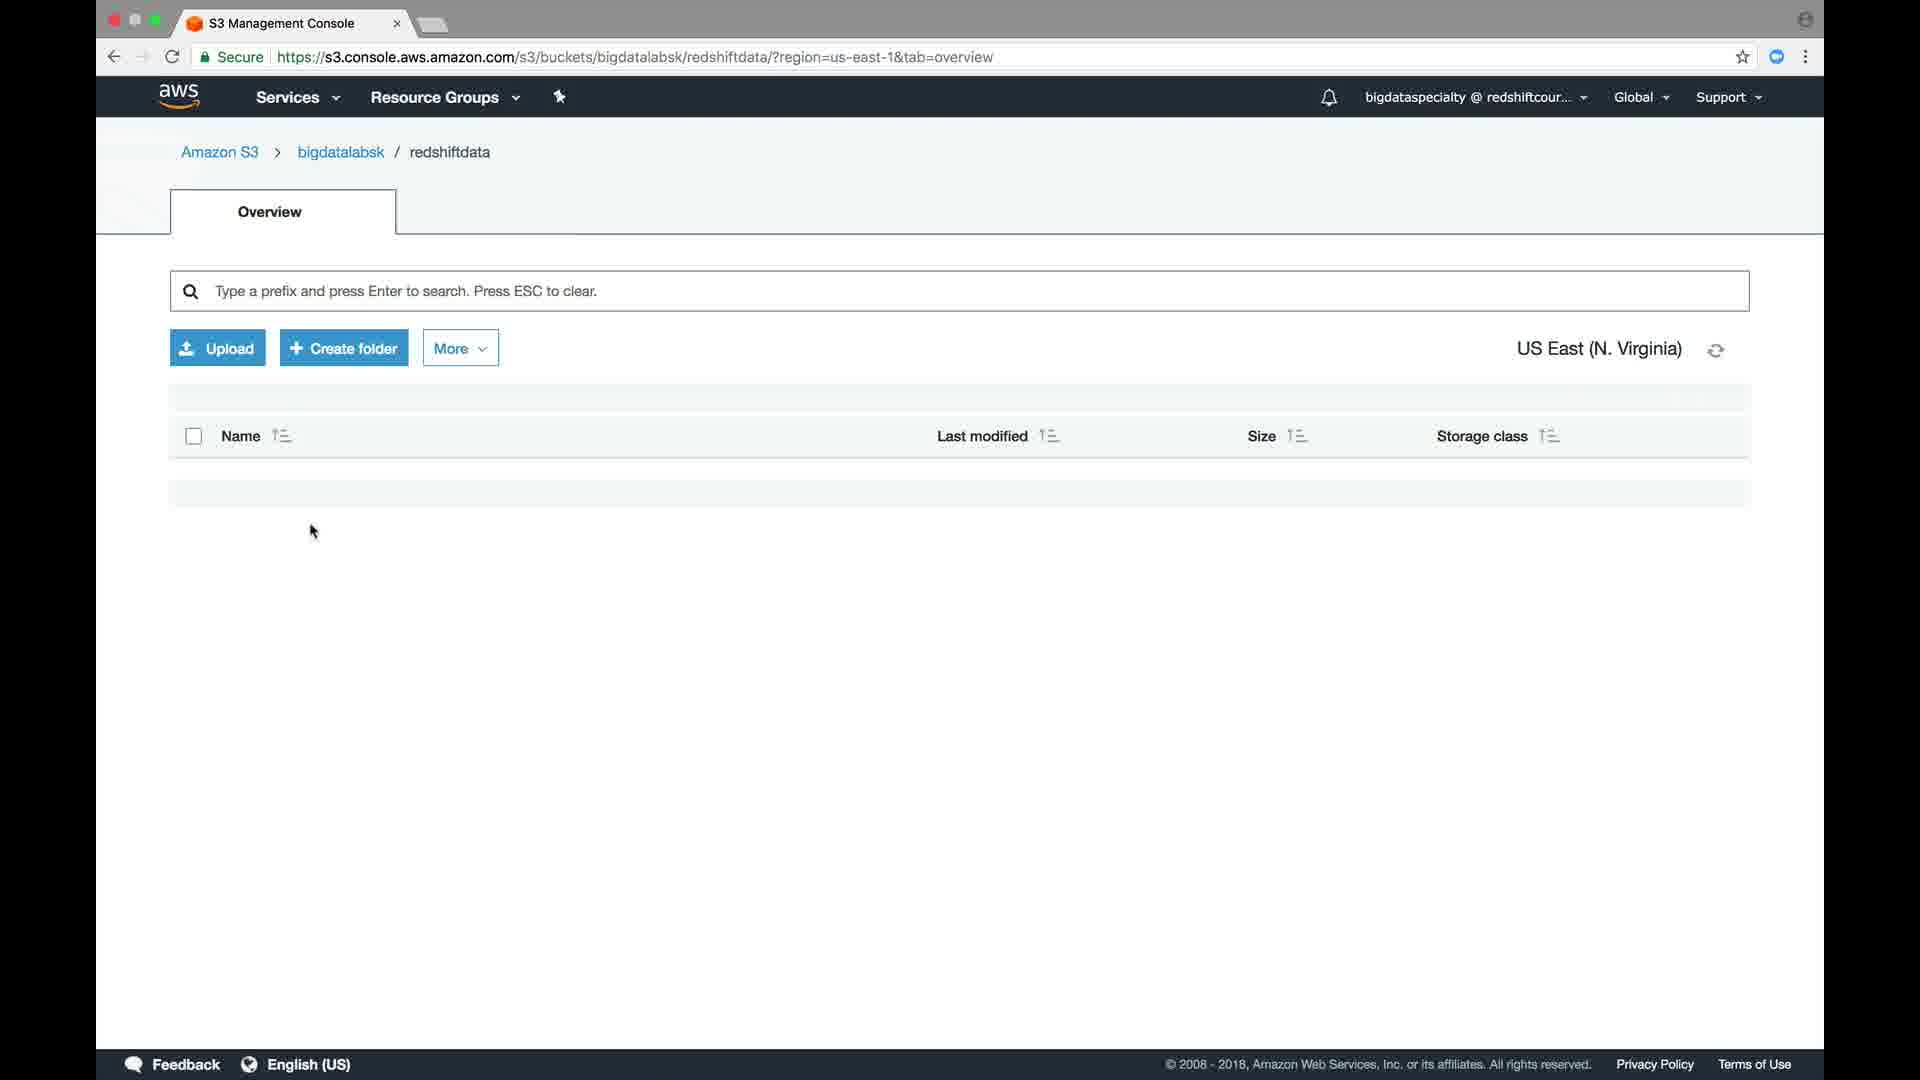 S3 Management Console
Secure https://s3.console.aws.amazon.com/s3/buckets/bigdatalabsk/redshiftdata/?region=us-east-1&tab=overview
aws Services Resource Groups bigdataspecialty @ redshiftcour... Global Support
Amazon S3 > bigdatalabsk / redshiftdata
Overview
Type a prefix and press Enter to search. Press ESC to clear.
Upload + Create folder More US East (N. Virginia)
Name Last modified Size Storage class
Feedback English (US) © 2008 - 2018, Amazon Web Services, Inc. or its affiliates. All rights reserved. Privacy Policy Terms of Use